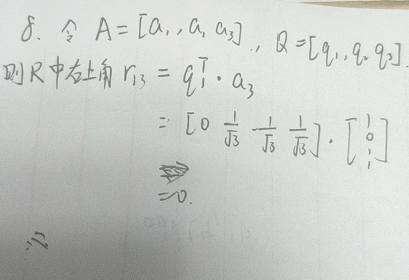 8. 令 A = [a₁, a₂ a₃]., Q = [q₁, q₂ q₃].
则 R 中右上角 r₁₃ = q₁ᵀ · a₃
= [0 1/√3 -1/√3 1/√3] · [1 0 1 1]
= 0.